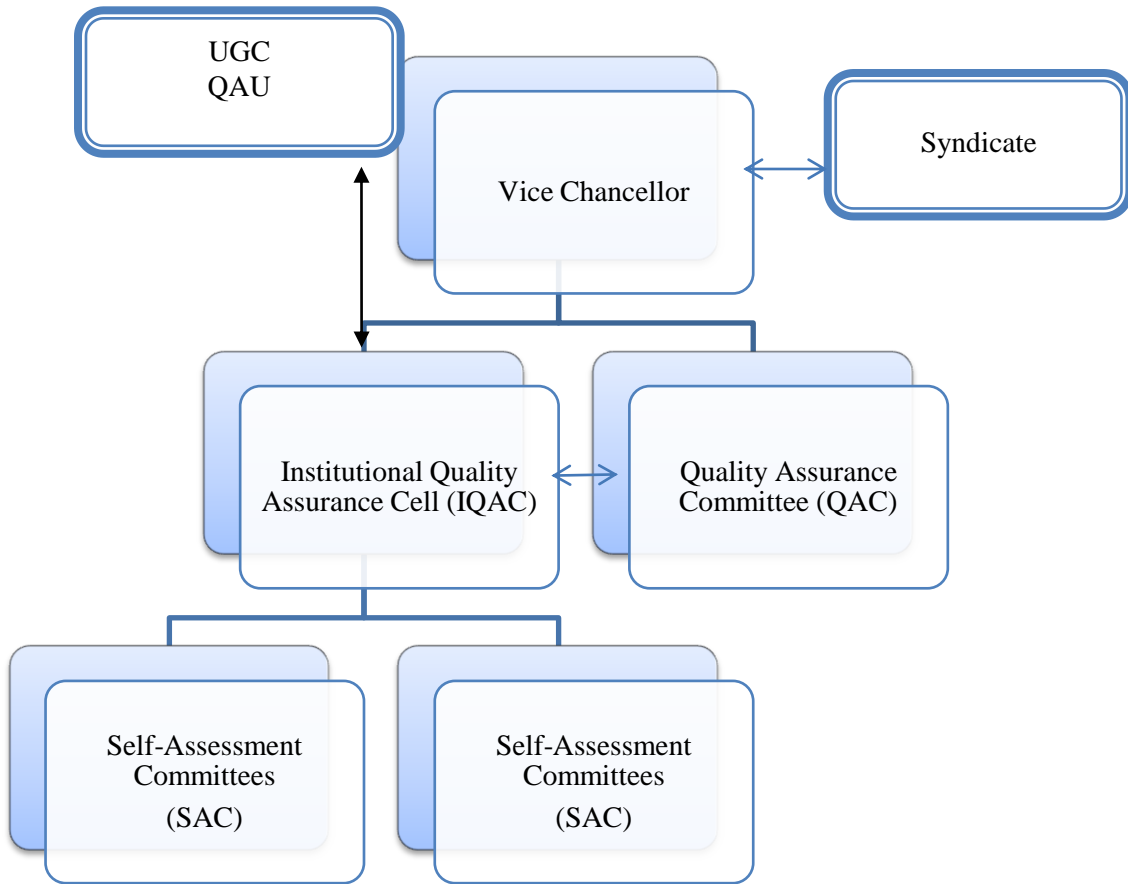 UGC
QAU
Vice Chancellor
Syndicate
Institutional Quality
Assurance Cell (IQAC)
Quality Assurance
Committee (QAC)
Self-Assessment
Committees
(SAC)
Self-Assessment
Committees
(SAC)